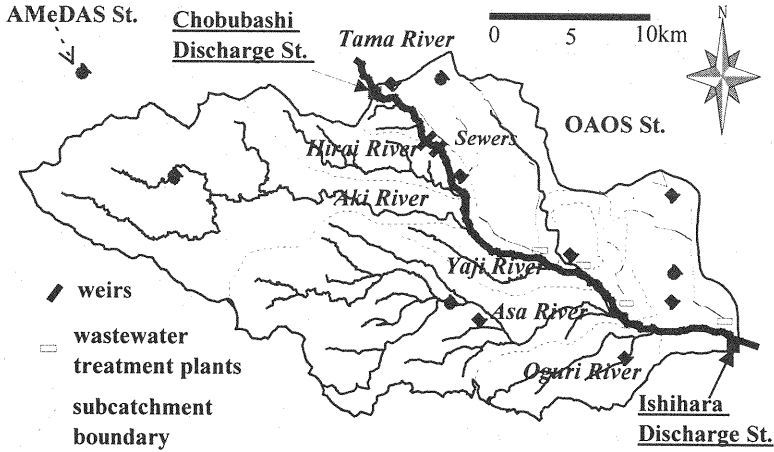 AMeDAS St.
Chobubashi
Discharge St.
Tama River
0 5 10km
N
OAOS St.
Sewers
Hirai River
Aki River
Yaji River
Asa River
Oguri River
weirs
wastewater
treatment plants
subcatchment
boundary
Ishihara
Discharge St.